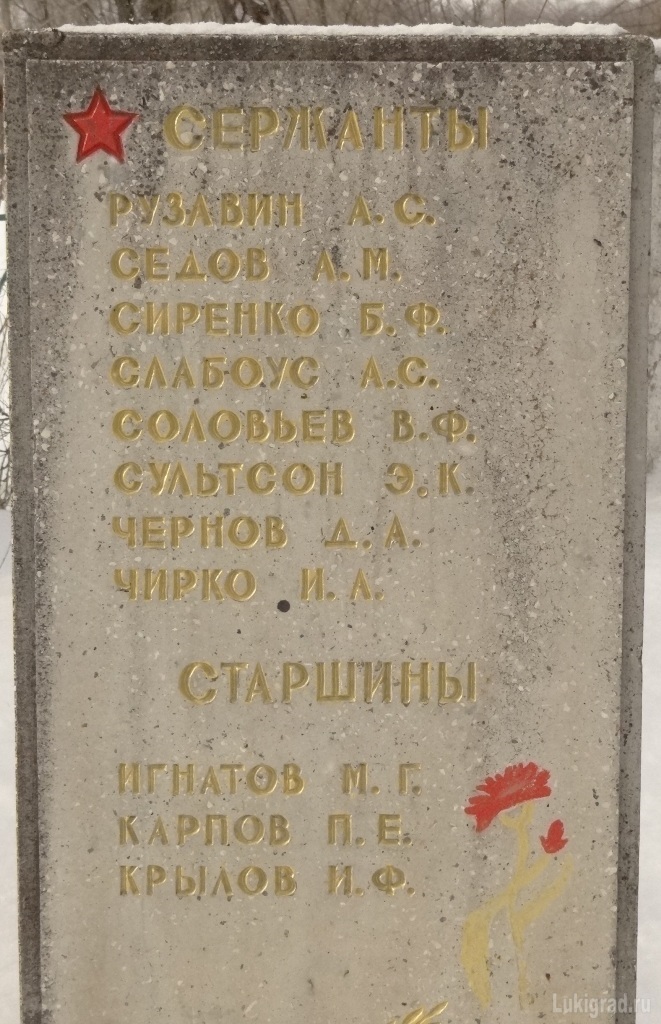 СЕРЖАНТЫ
РУЗАВИН А.С.
СЕДОВ А.М.
СИРЕНКО Б.Ф.
СЛАБОУС А.С.
СОЛОВЬЕВ В.Ф.
СУЛЬТСОН Э.К.
ЧЕРНОВ Д.А.
ЧИРКО И.Л.
СТАРШИНЫ
ИГНАТОВ М.Г.
КАРПОВ П.Е.
КРЫЛОВ И.Ф.
Lukigrad.ru